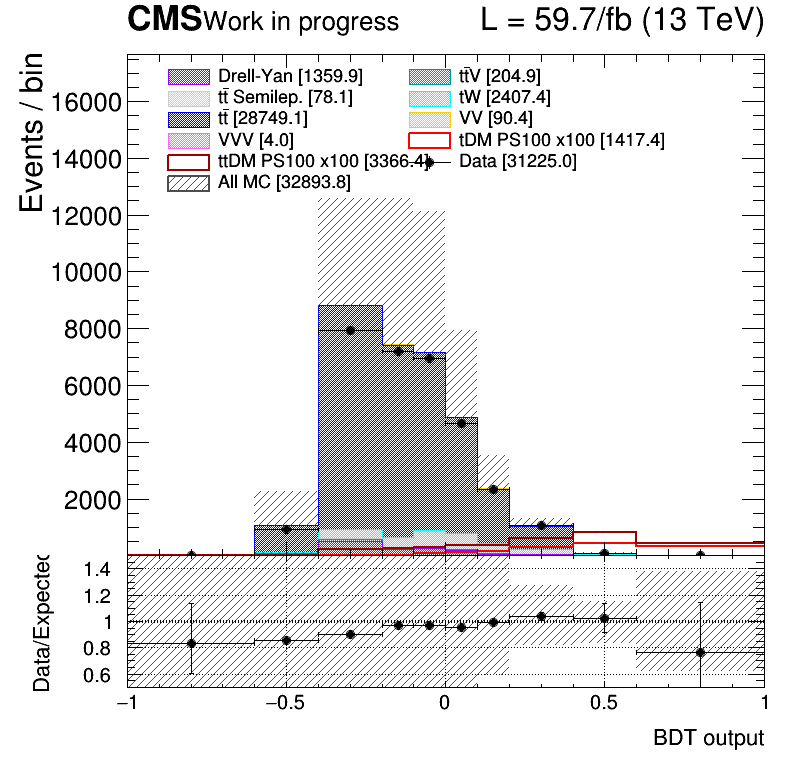 CMS Work in progress L = 59.7/fb (13 TeV)
Events / bin
Drell-Yan [1359.9]
tt̄ Semilep. [78.1]
tt̄ [28749.1]
VVV [4.0]
ttDM PS100 x100 [3366.4]
All MC [32893.8]
tt̄V [204.9]
tW [2407.4]
VV [90.4]
tDM PS100 x100 [1417.4]
Data [31225.0]
16000
14000
12000
10000
8000
6000
4000
2000
Data/Expected
1.4
1.2
1
0.8
0.6
−1 −0.5 0 0.5 1
BDT output